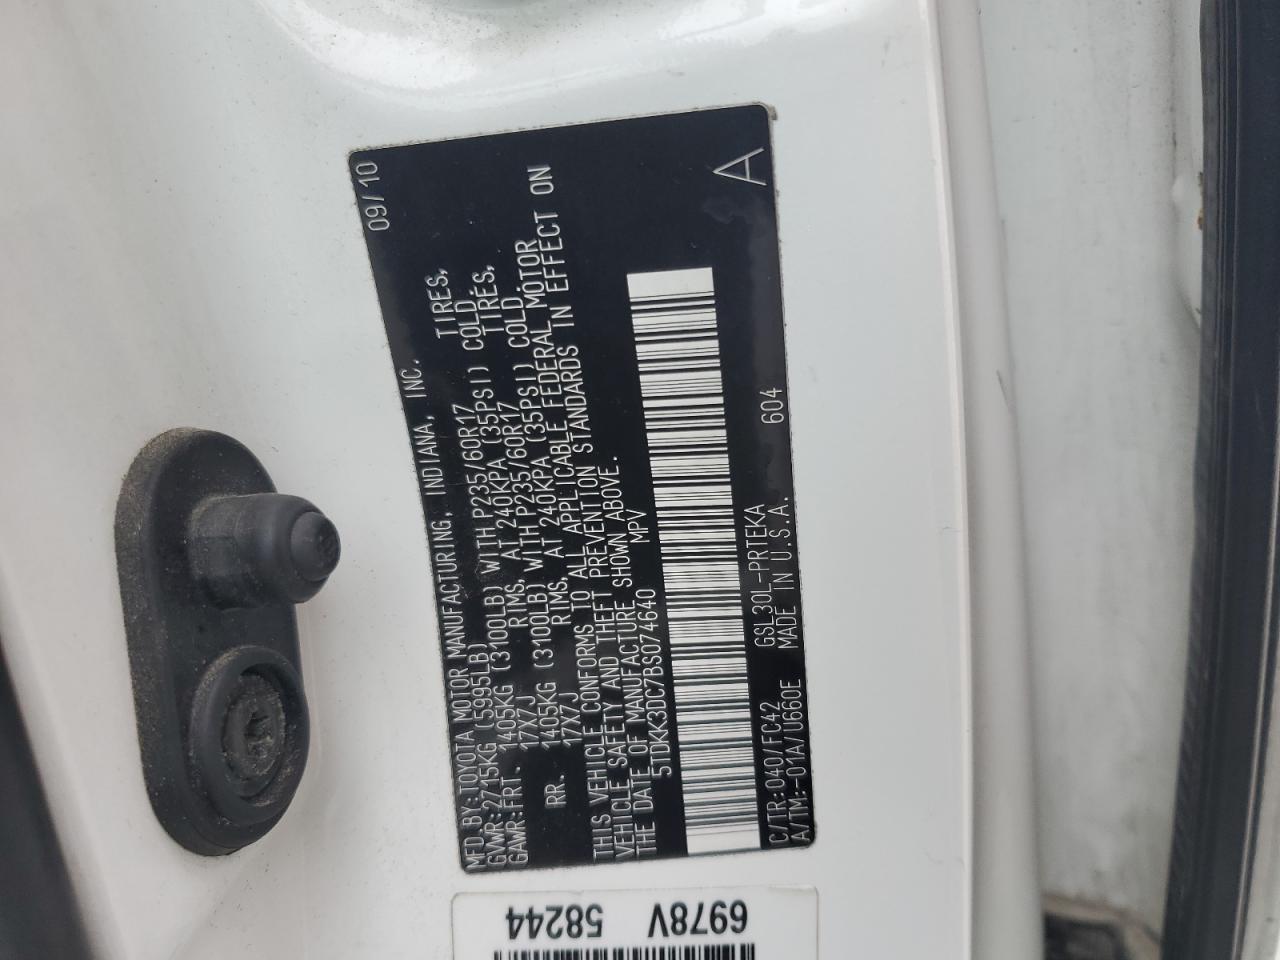 MFD.BY:TOYOTA MOTOR MANUFACTURING, INDIANA, INC. 09/10
GVWR:2715KG (5995LB)
GAWR:FRT. 1405KG (3100LB) WITH P235/60R17 TIRES,
17X7J RIMS, AT 240KPA (35PSI) COLD.
RR. 1405KG (3100LB) WITH P235/60R17 TIRES,
17X7J RIMS, AT 240KPA (35PSI) COLD.
THIS VEHICLE CONFORMS TO ALL APPLICABLE FEDERAL MOTOR
VEHICLE SAFETY AND THEFT PREVENTION STANDARDS IN EFFECT ON
THE DATE OF MANUFACTURE SHOWN ABOVE.
5TDKK3DC7BS074640 MPV
C/TR:040/FC42 GSL30L-PRTEKA 604
A/TM:-01A/U660E MADE IN U.S.A.
A
6978V
58244